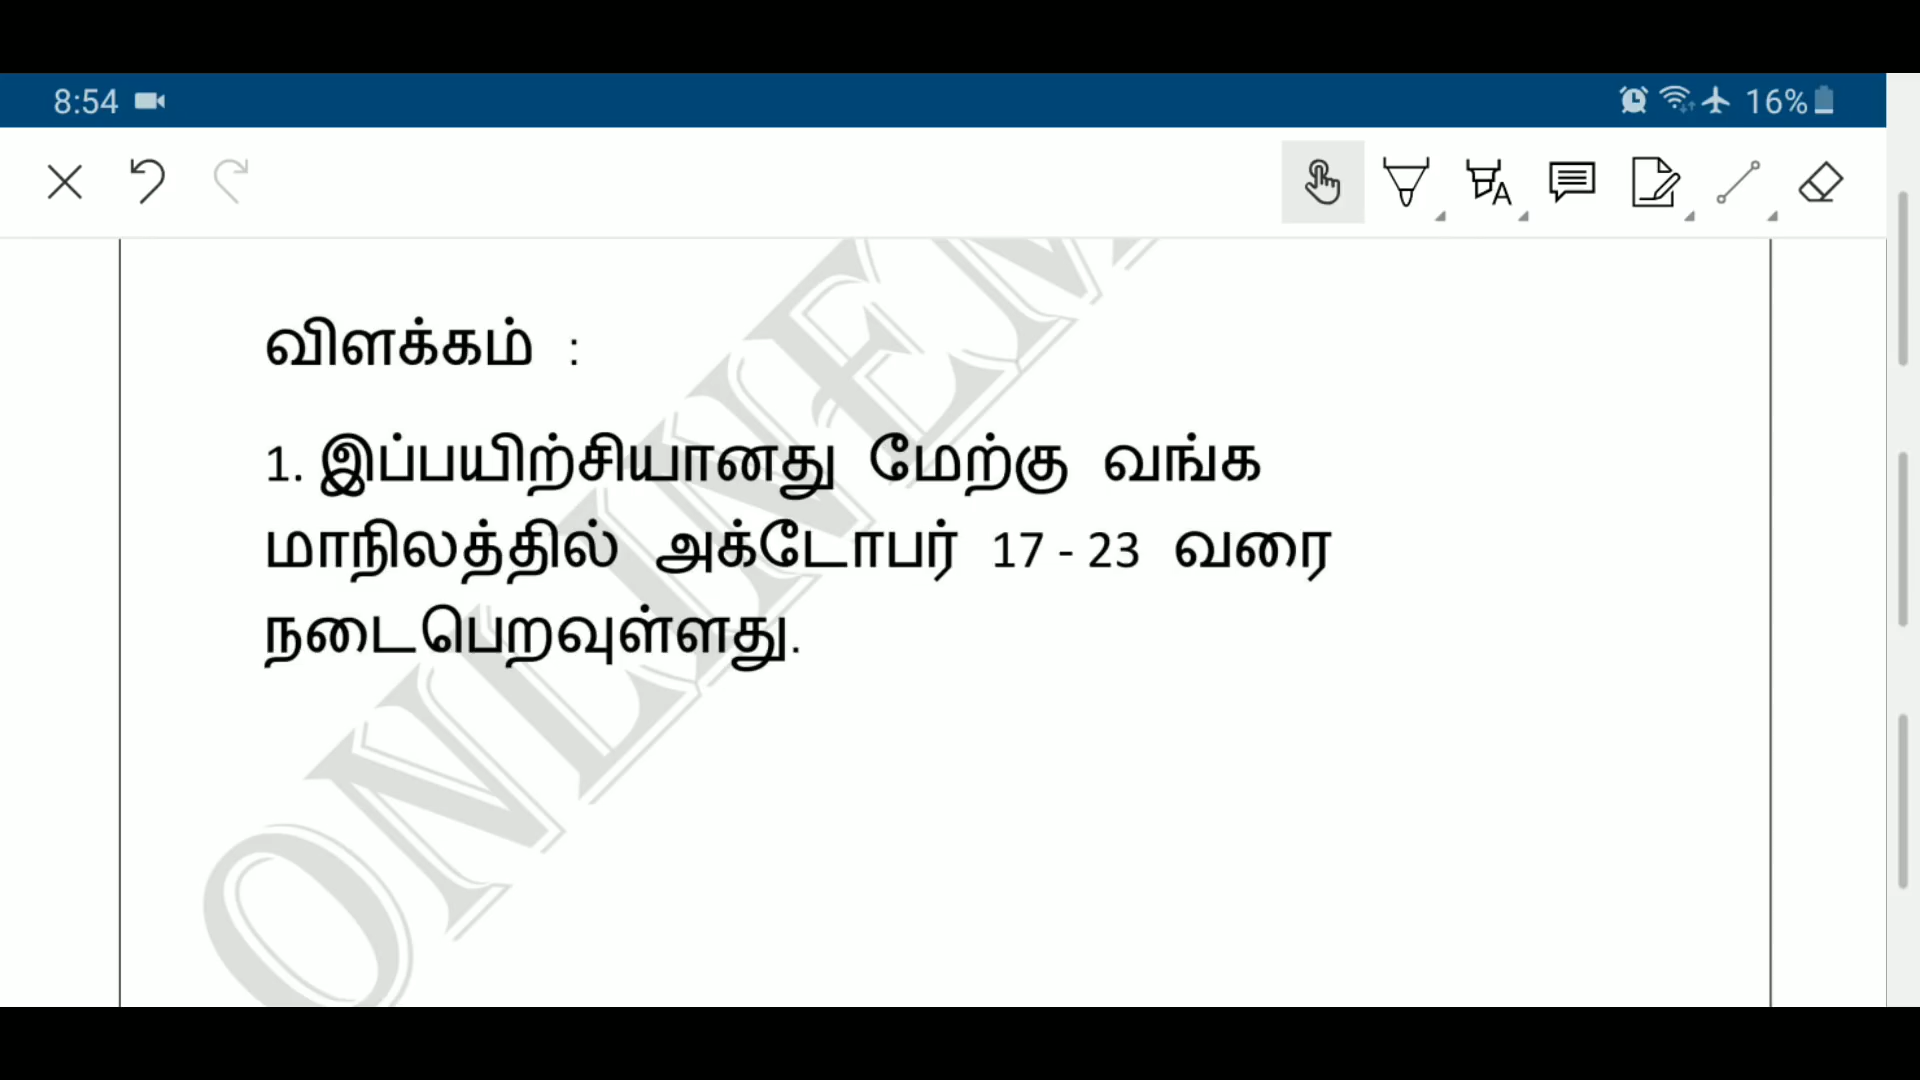 8:54
16%
விளக்கம் :
1. இப்பயிற்சியானது மேற்கு வங்க
மாநிலத்தில் அக்டோபர் 17 - 23 வரை
நடைபெறவுள்ளது.